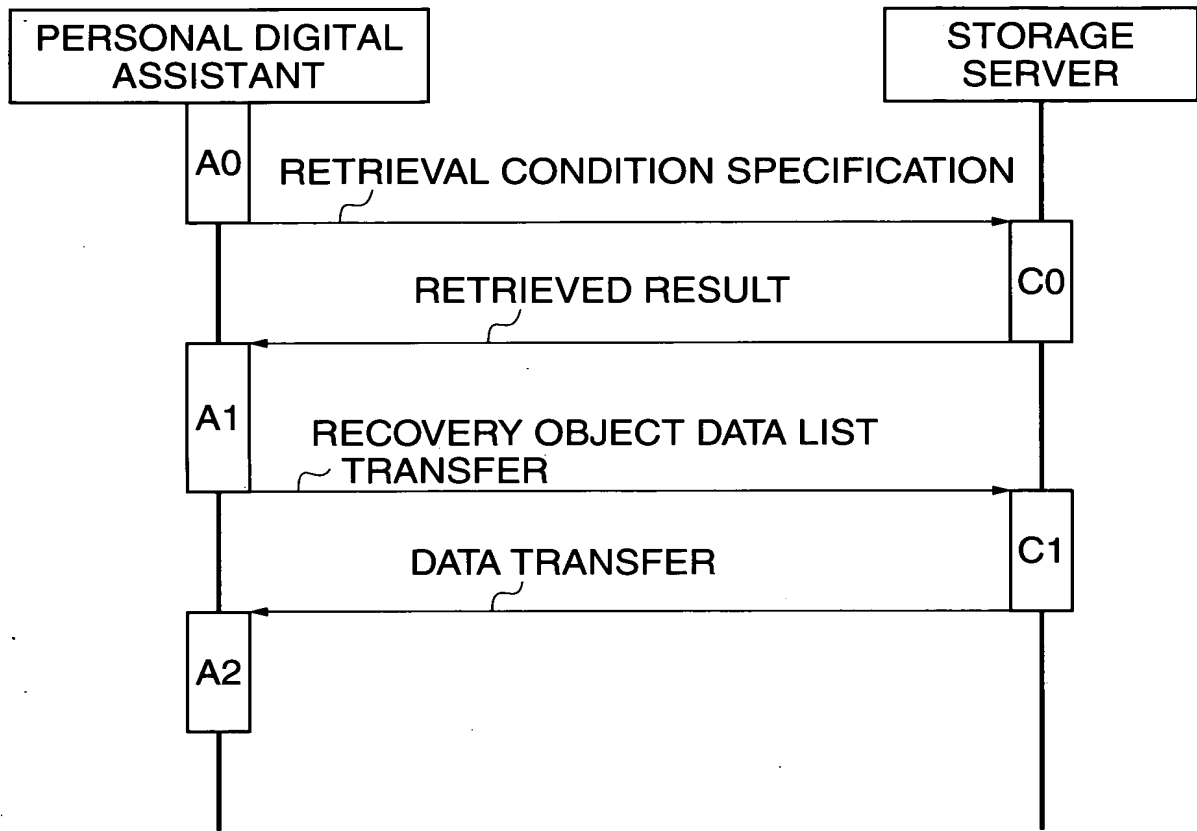 PERSONAL DIGITAL
ASSISTANT
STORAGE
SERVER
A0
RETRIEVAL CONDITION SPECIFICATION
C0
RETRIEVED RESULT
A1
RECOVERY OBJECT DATA LIST
TRANSFER
C1
DATA TRANSFER
A2